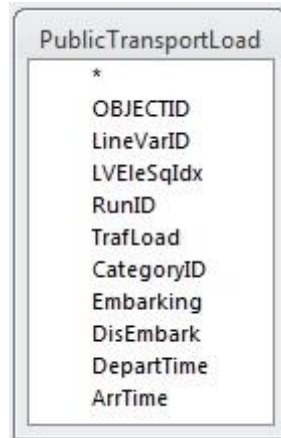 PublicTransportLoad
*
OBJECTID
LineVarID
LVEleSqIdx
RunID
TrafLoad
CategoryID
Embarking
DisEmbark
DepartTime
ArrTime